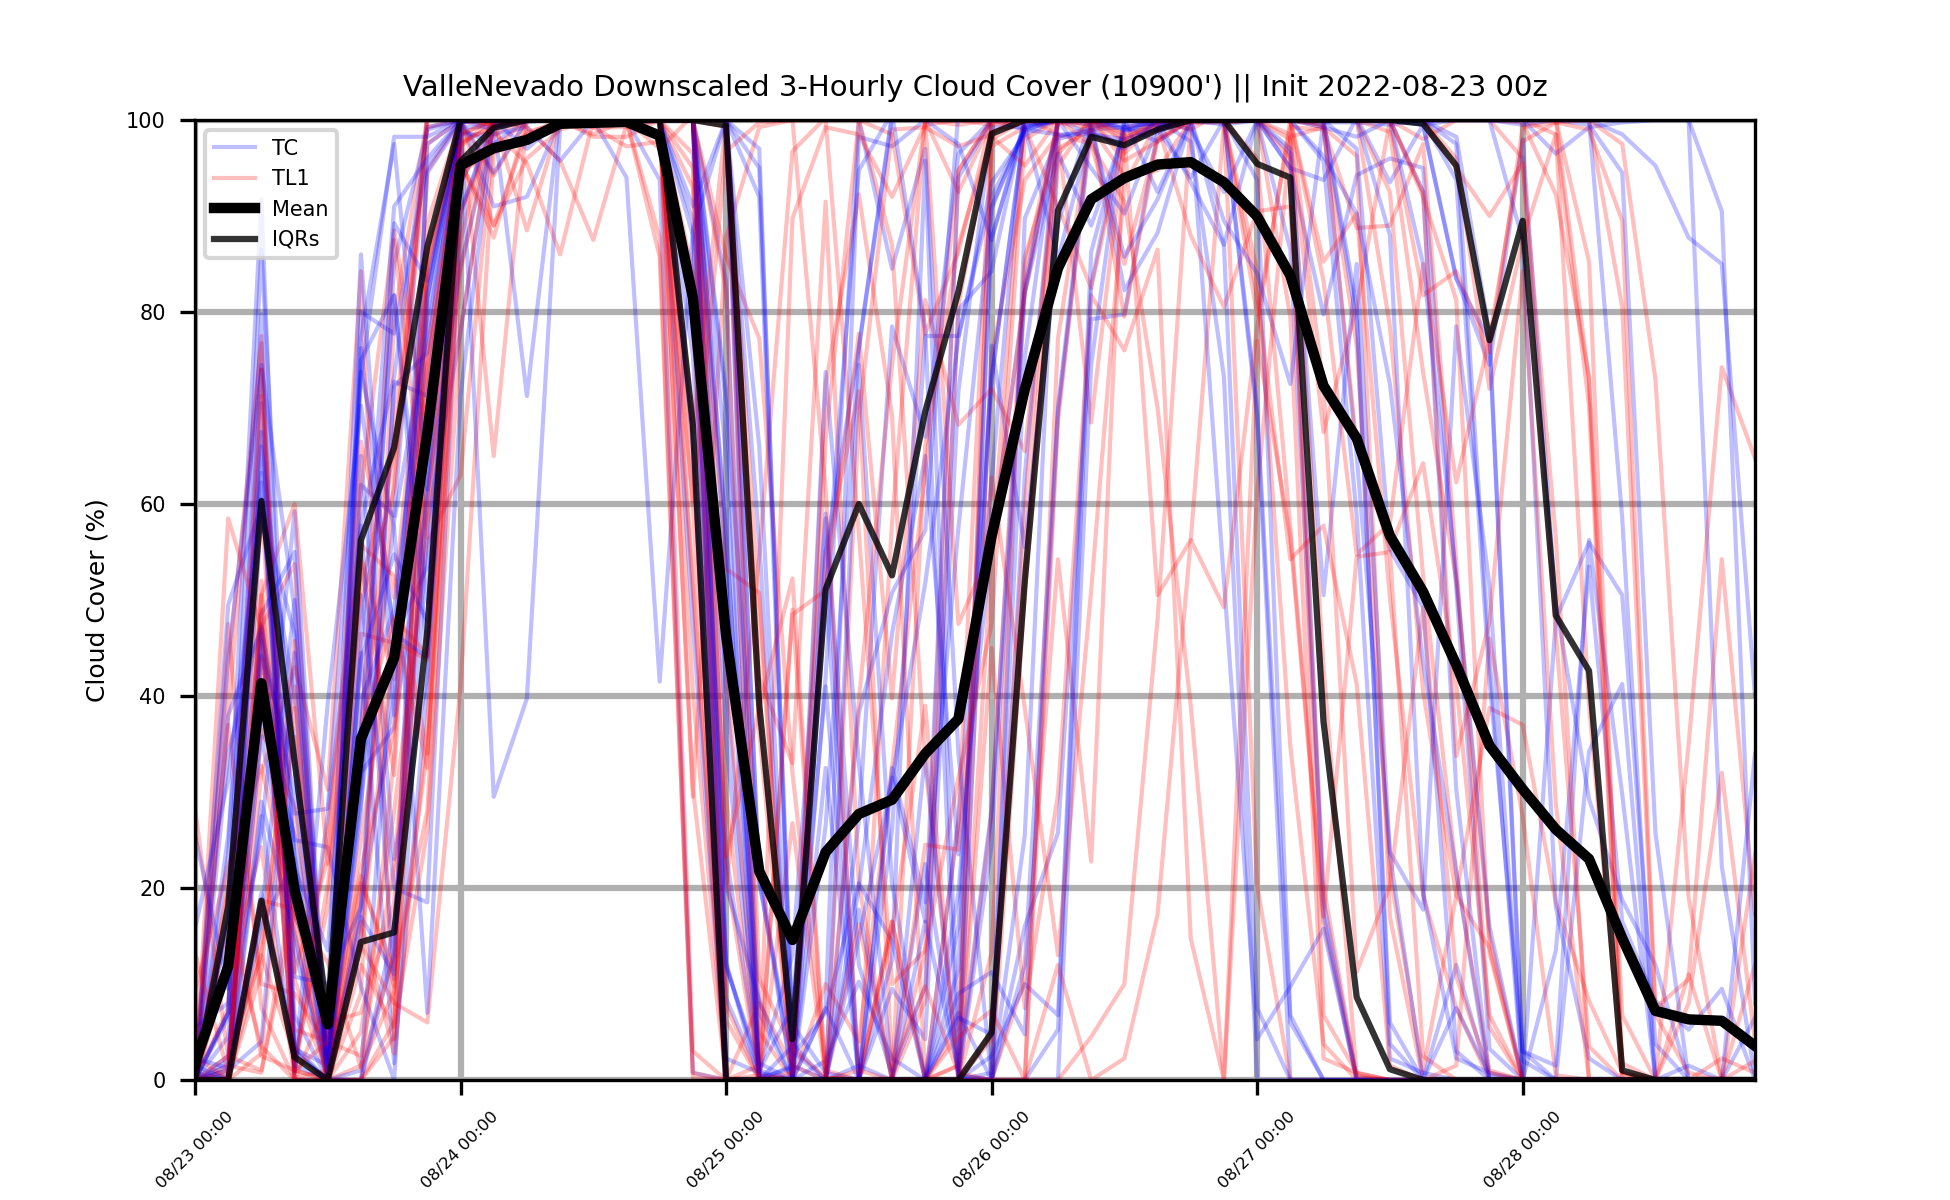 ValleNevado Downscaled 3-Hourly Cloud Cover (10900') || Init 2022-08-23 00z
100
80
60
40
20
0
Cloud Cover (%)
TC
TL1
Mean
IQRs
08/23 00:00
08/24 00:00
08/25 00:00
08/26 00:00
08/27 00:00
08/28 00:00